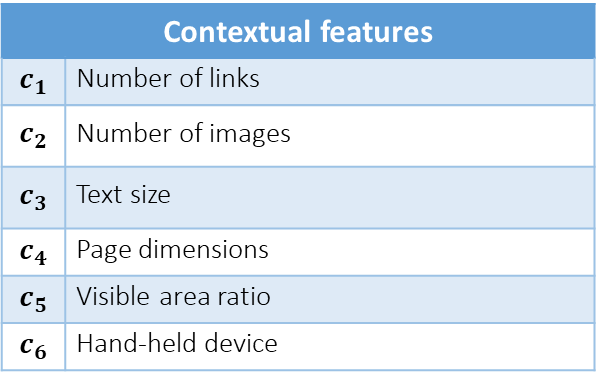 Contextual features
c₁ Number of links
c₂ Number of images
c₃ Text size
c₄ Page dimensions
c₅ Visible area ratio
c₆ Hand-held device